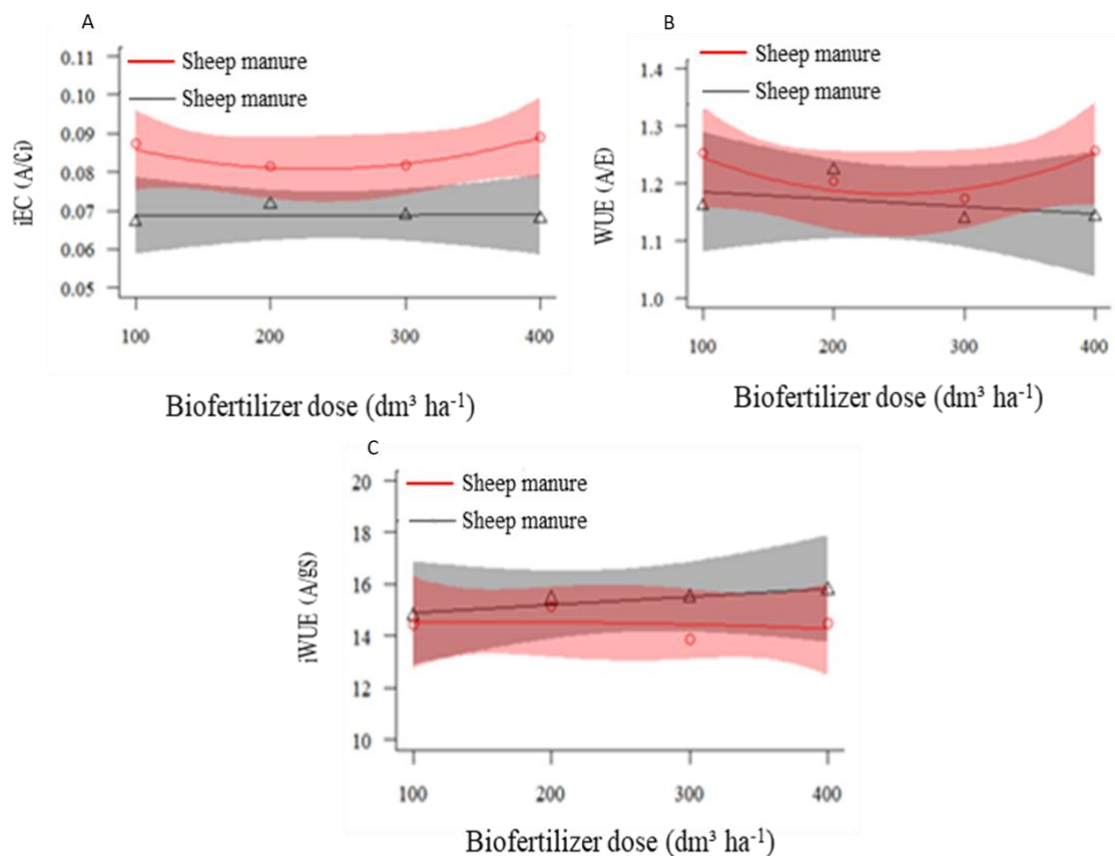 A
iEC (A/Ci)
0.11
0.10
0.09
0.08
0.07
0.06
0.05
Sheep manure
Sheep manure
100 200 300 400
Biofertilizer dose (dm³ ha⁻¹)
B
WUE (A/E)
1.4
1.3
1.2
1.1
1.0
Sheep manure
Sheep manure
100 200 300 400
Biofertilizer dose (dm³ ha⁻¹)
C
iWUE (A/gS)
20
18
16
14
12
10
Sheep manure
Sheep manure
100 200 300 400
Biofertilizer dose (dm³ ha⁻¹)